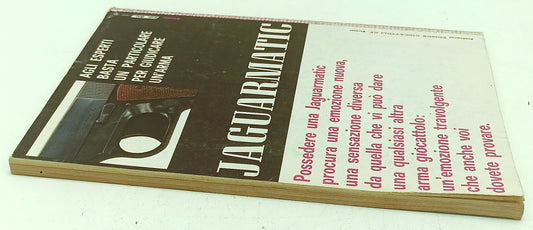 AGLI ESPERTI
BASTA
UN PARTICOLARE
PER GIUDICARE
UN'ARMA
JAGUARMATIC
Possedere una Jaguarmatic
procura una emozione nuova,
una sensazione diversa
da quella che vi può dare
una qualsiasi altra
arma giocattolo:
un'emozione travolgente
che anche voi
dovete provare.